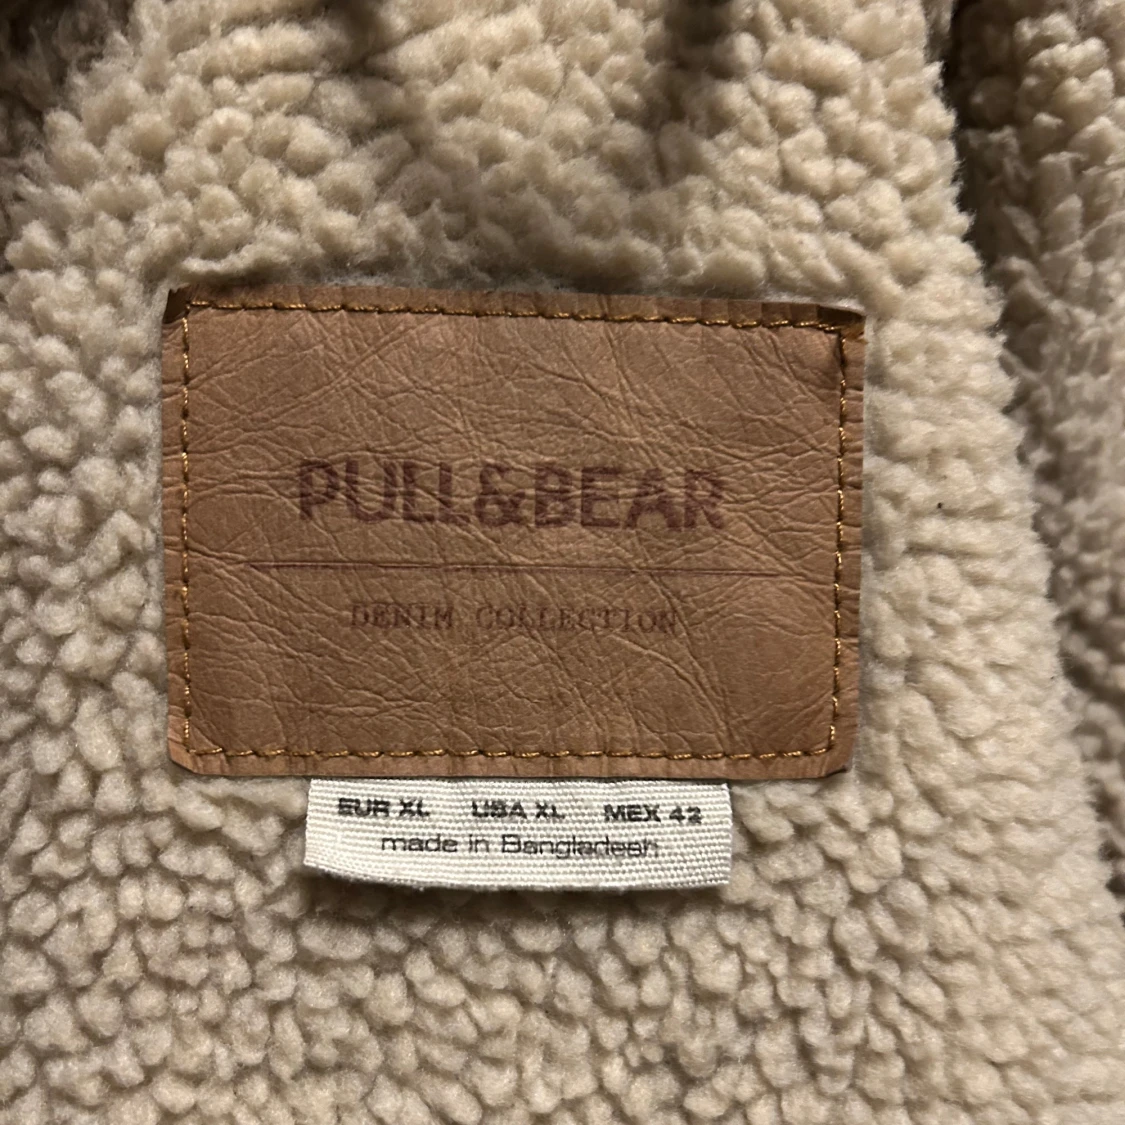 PULL&BEAR
DENIM COLLECTION
EUR XL USA XL MEX 42
made in Bangladesh